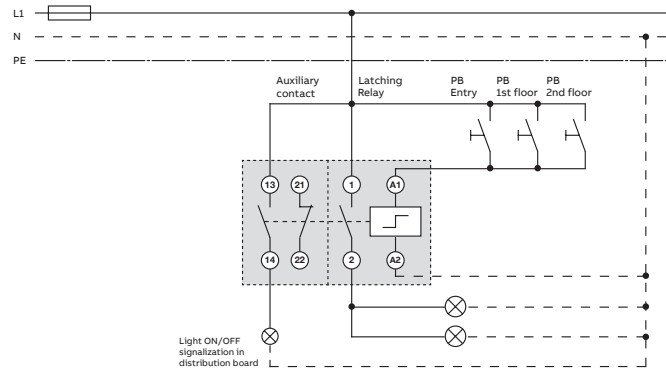 L1
N
PE
Auxiliary
contact
Latching
Relay
PB
Entry
PB
1st floor
PB
2nd floor
13
21
1
A1
14
22
2
A2
Light ON/OFF
signalization in
distribution board